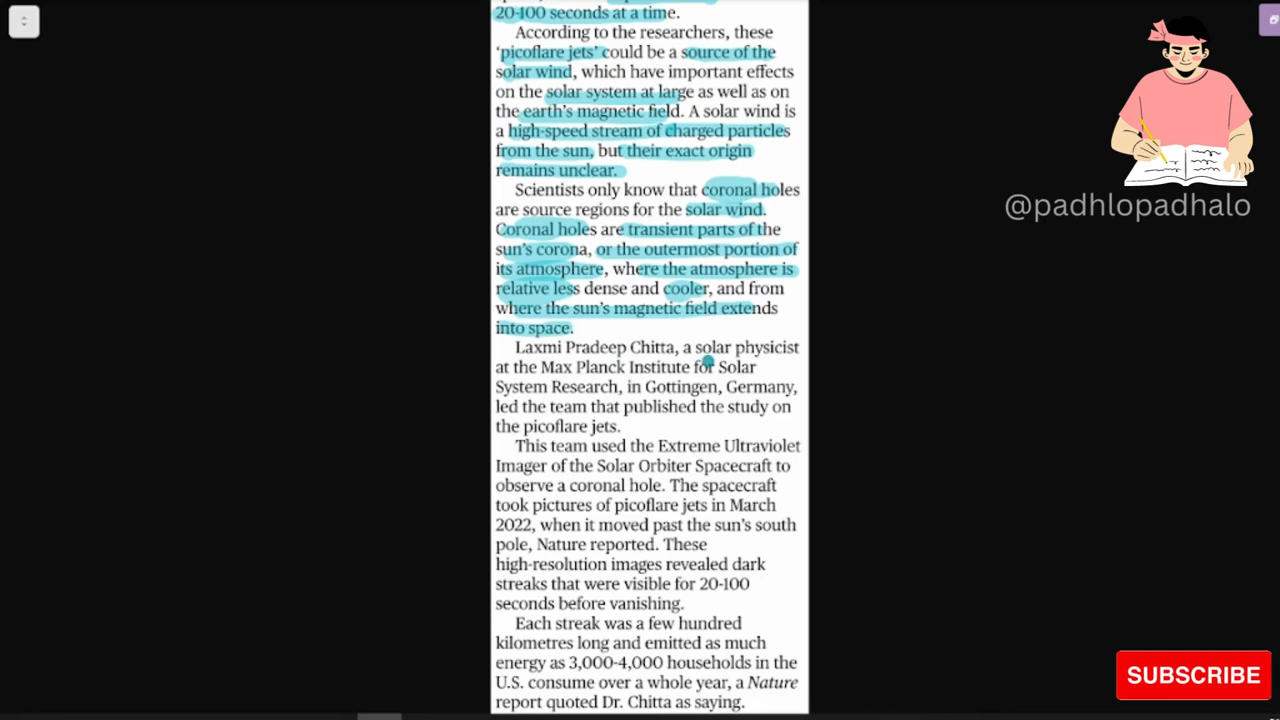 20-100 seconds at a time.
According to the researchers, these
‘picoflare jets’ could be a source of the
solar wind, which have important effects
on the solar system at large as well as on
the earth’s magnetic field. A solar wind is
a high-speed stream of charged particles
from the sun, but their exact origin
remains unclear.
Scientists only know that coronal holes
are source regions for the solar wind.
Coronal holes are transient parts of the
sun’s corona, or the outermost portion of
its atmosphere, where the atmosphere is
relative less dense and cooler, and from
where the sun’s magnetic field extends
into space.
Laxmi Pradeep Chitta, a solar physicist
at the Max Planck Institute for Solar
System Research, in Gottingen, Germany,
led the team that published the study on
the picoflare jets.
This team used the Extreme Ultraviolet
Imager of the Solar Orbiter Spacecraft to
observe a coronal hole. The spacecraft
took pictures of picoflare jets in March
2022, when it moved past the sun’s south
pole, Nature reported. These
high-resolution images revealed dark
streaks that were visible for 20-100
seconds before vanishing.
Each streak was a few hundred
kilometres long and emitted as much
energy as 3,000-4,000 households in the
U.S. consume over a whole year, a Nature
report quoted Dr. Chitta as saying.
@padhlopadhalo
SUBSCRIBE